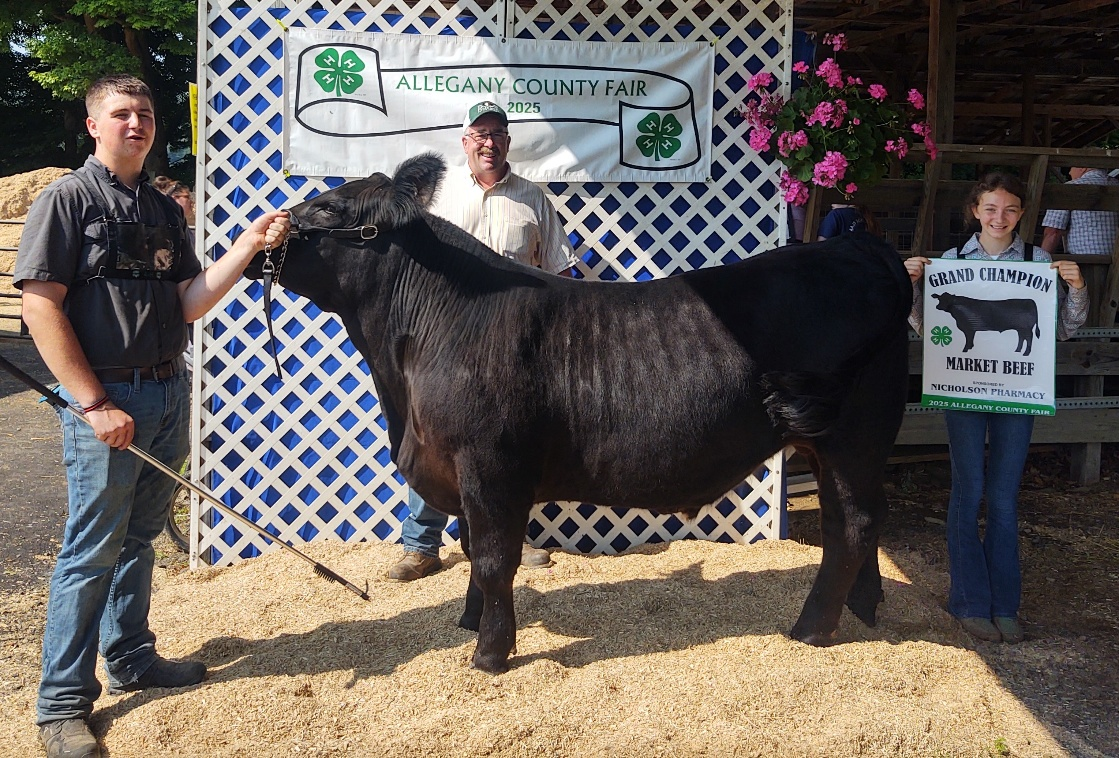 H H
H H
ALLEGANY COUNTY FAIR
2025
H H
H H
GRAND CHAMPION
MARKET BEEF
SPONSORED BY
NICHOLSON PHARMACY
2025 ALLEGANY COUNTY FAIR